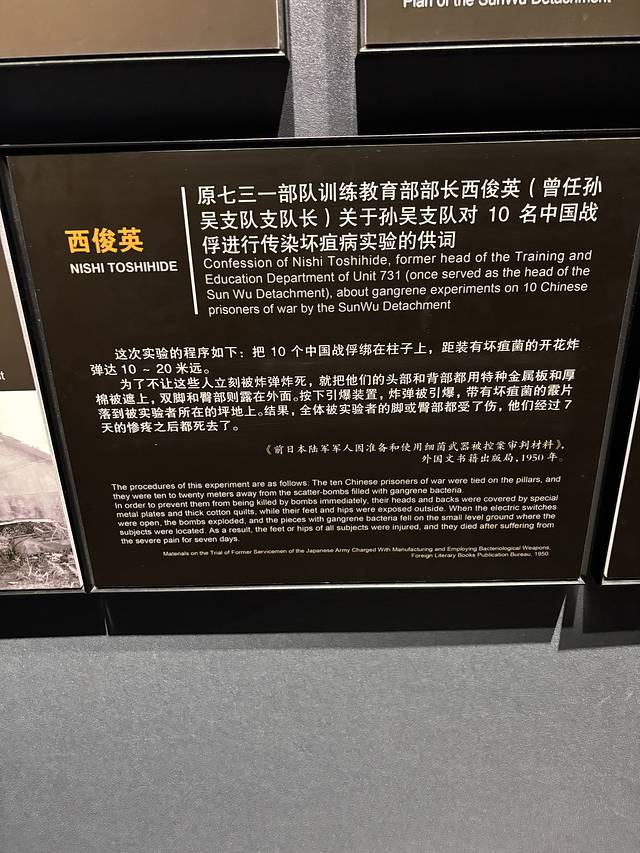 Plan of the SunWu Detachment
西俊英
NISHI TOSHIHIDE
原七三一部队训练教育部部长西俊英（曾任孙
吴支队支队长）关于孙吴支队对 10 名中国战
俘进行传染坏疽病实验的供词
Confession of Nishi Toshihide, former head of the Training and
Education Department of Unit 731 (once served as the head of the
Sun Wu Detachment), about gangrene experiments on 10 Chinese
prisoners of war by the SunWu Detachment
这次实验的程序如下：把 10 个中国战俘绑在柱子上，距装有坏疽菌的开花炸
弹达 10 ~ 20 米远。
为了不让这些人立刻被炸弹炸死，就把他们的头部和背部都用特种金属板和厚
棉被遮上，双脚和臀部则露在外面。按下引爆装置，炸弹被引爆，带有坏疽菌的霰片
落到被实验者所在的坪地上。结果，全体被实验者的脚或臀部都受了伤，他们经过 7
天的惨疼之后都死去了。
《前日本陆军军人因准备和使用细菌武器被控案审判材料》，
外国文书籍出版局，1950 年。
The procedures of this experiment are as follows: The ten Chinese prisoners of war were tied on the pillars, and
they were ten to twenty meters away from the scatter-bombs filled with gangrene bacteria.
In order to prevent them from being killed by bombs immediately, their heads and backs were covered by special
metal plates and thick cotton quilts, while their feet and hips were exposed outside. When the electric switches
were open, the bombs exploded, and the pieces with gangrene bacteria fell on the small level ground where the
subjects were located. As a result, the feet or hips of all subjects were injured, and they died after suffering from
the severe pain for seven days.
Materials on the Trial of Former Servicemen of the Japanese Army Charged With Manufacturing and Employing Bacteriological Weapons,
Foreign Literary Books Publication Bureau, 1950.